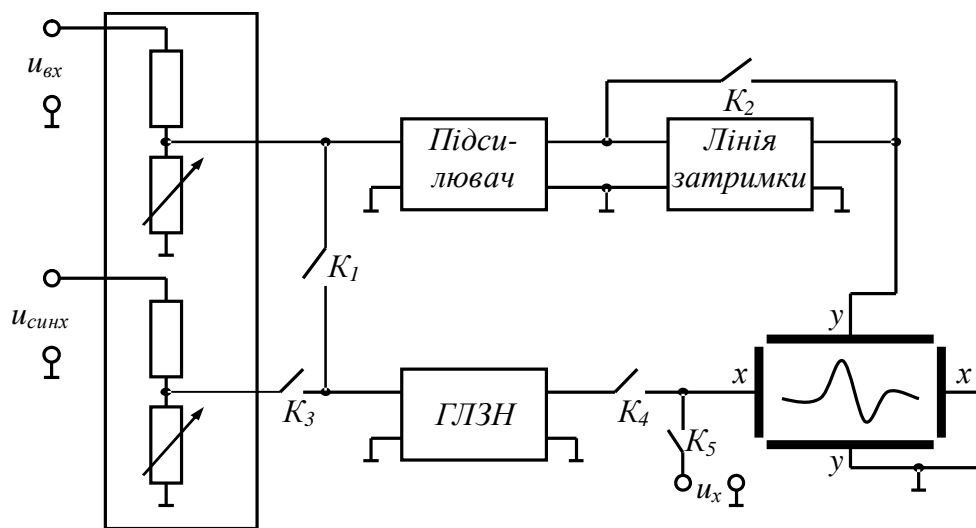 u_вх
K_2
Підси-
лювач
Лінія
затримки
K_1
u_синх
y
x
x
K_3
ГЛЗН
K_4
K_5
y
u_x